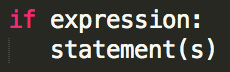 if expression:
    statement(s)